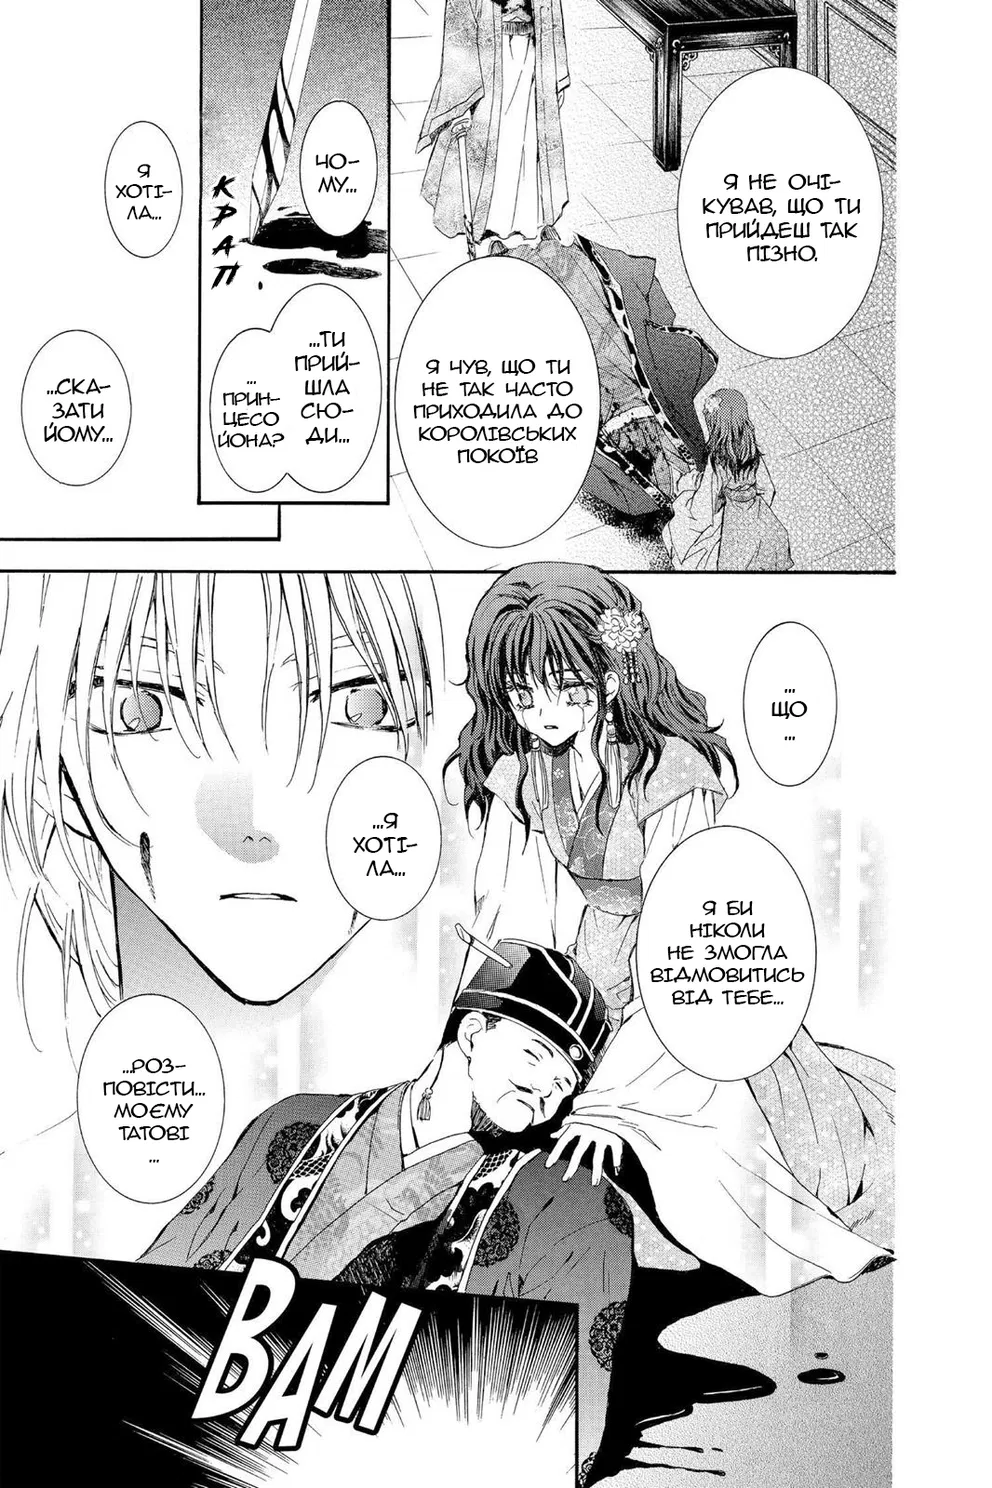 Я НЕ ОЧІ-
КУВАВ, ЩО ТИ
ПРИЙДЕШ ТАК
ПІЗНО.
Я ЧУВ, ЩО ТИ
НЕ ТАК ЧАСТО
ПРИХОДИЛА ДО
КОРОЛІВСЬКИХ
ПОКОЇВ
ЧО-
МУ...
КРАП
...ТИ
ПРИЙ-
ШЛА
СЮ-
ДИ...
...
ПРИН-
ЦЕСО
ЙОНА?
Я
ХОТІ-
ЛА...
...СКА-
ЗАТИ
ЙОМУ...
...
ЩО
...
Я БИ
НІКОЛИ
НЕ ЗМОГЛА
ВІДМОВИТИСЬ
ВІД ТЕБЕ...
...Я
ХОТІ-
ЛА...
...РОЗ-
ПОВІСТИ...
МОЄМУ
ТАТОВІ
...
BAM